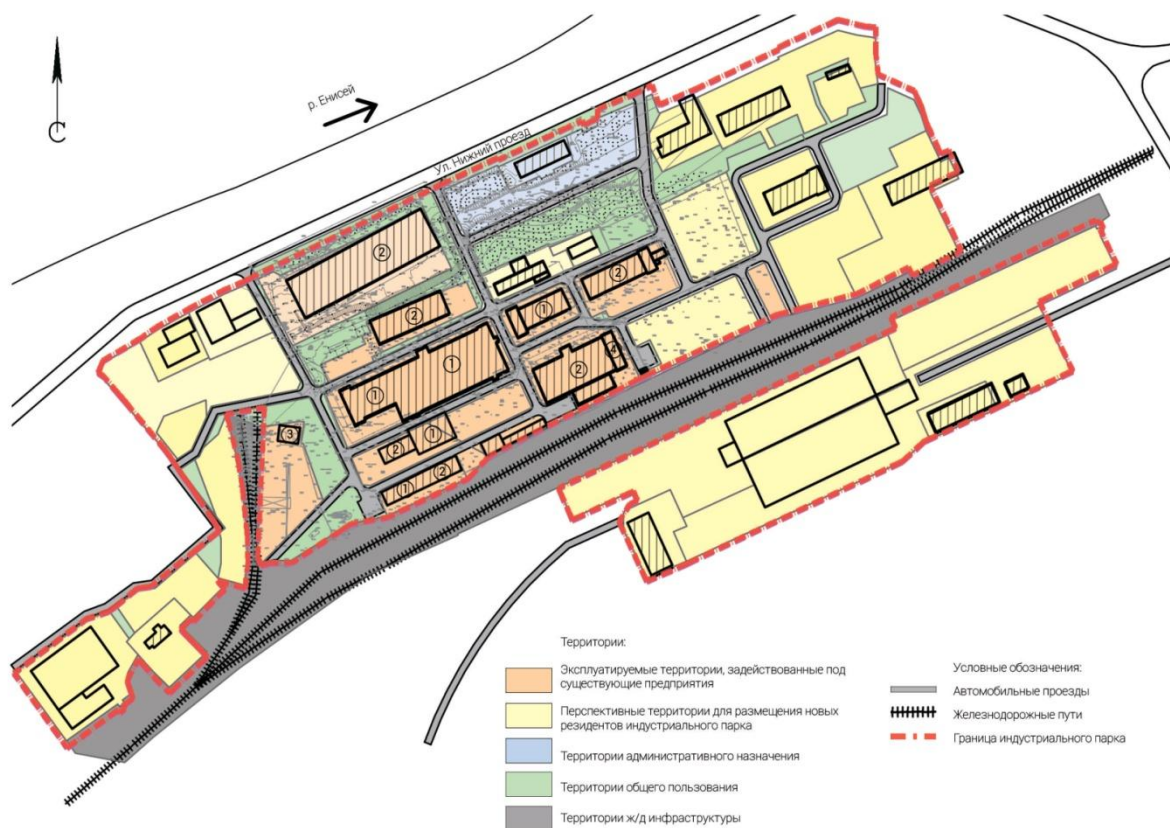 С
р. Енисей
Ул. Нижний проезд
2
2
2
1
1
1
2
4
3
2
1
1
2
Территории:
Эксплуатируемые территории, задействованные под
существующие предприятия
Перспективные территории для размещения новых
резидентов индустриального парка
Территории административного назначения
Территории общего пользования
Территории ж/д инфраструктуры
Условные обозначения:
Автомобильные проезды
Железнодорожные пути
Граница индустриального парка